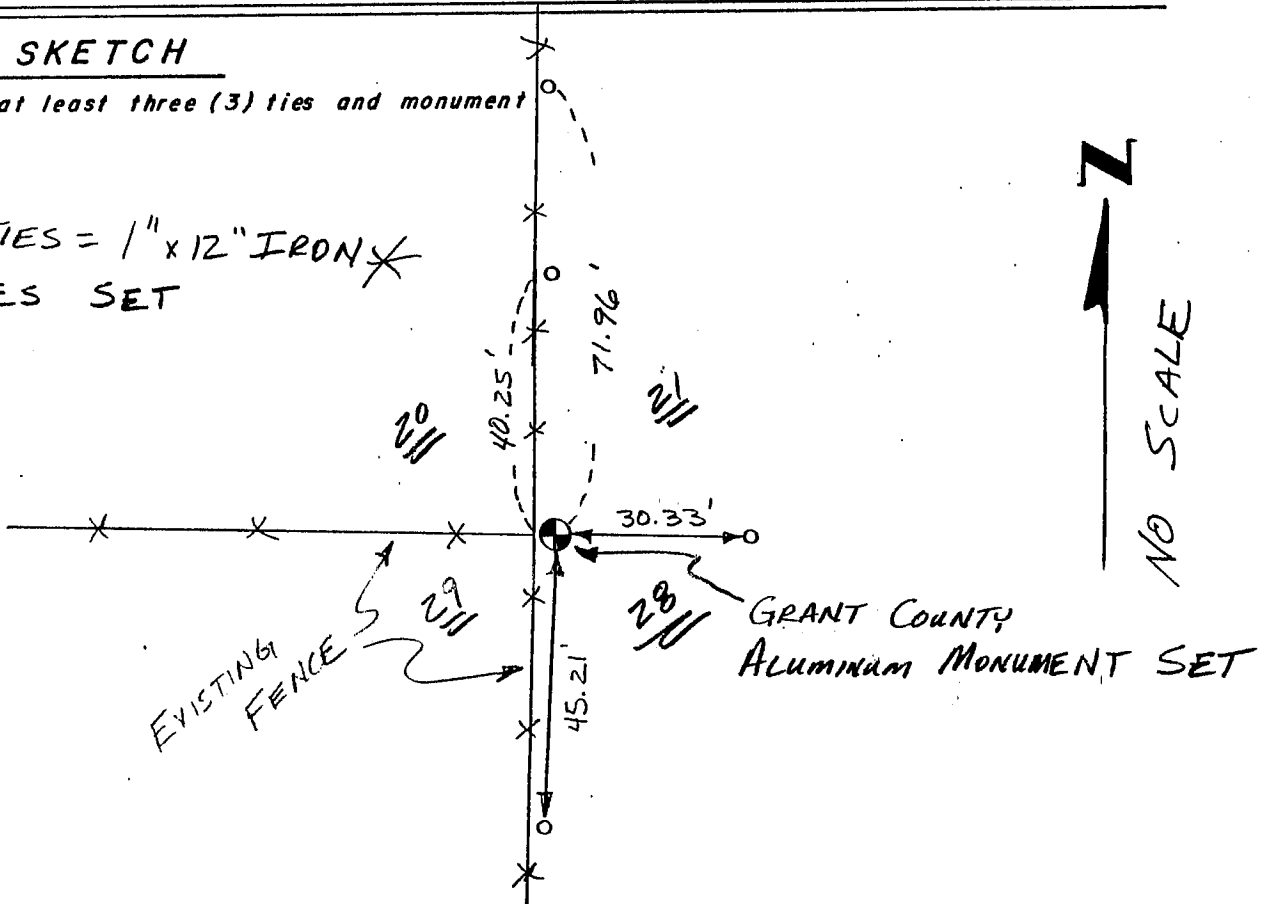 SKETCH
at least three (3) ties and monument
TIES = 1" x 12" IRON
ES SET
N
NO SCALE
71.96'
40.25'
20
21
30.33'
29
28
GRANT COUNTY
ALUMINUM MONUMENT SET
EXISTING
FENCE
45.21'